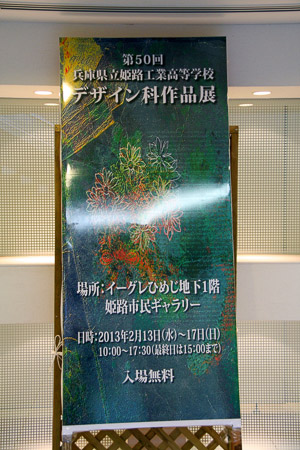 第50回
兵庫県立姫路工業高等学校
デザイン科作品展
場所:イーグレひめじ地下1階
姫路市民ギャラリー
日時:2013年2月13日(水)~17日(日)
10:00~17:30(最終日は15:00まで)
入場無料